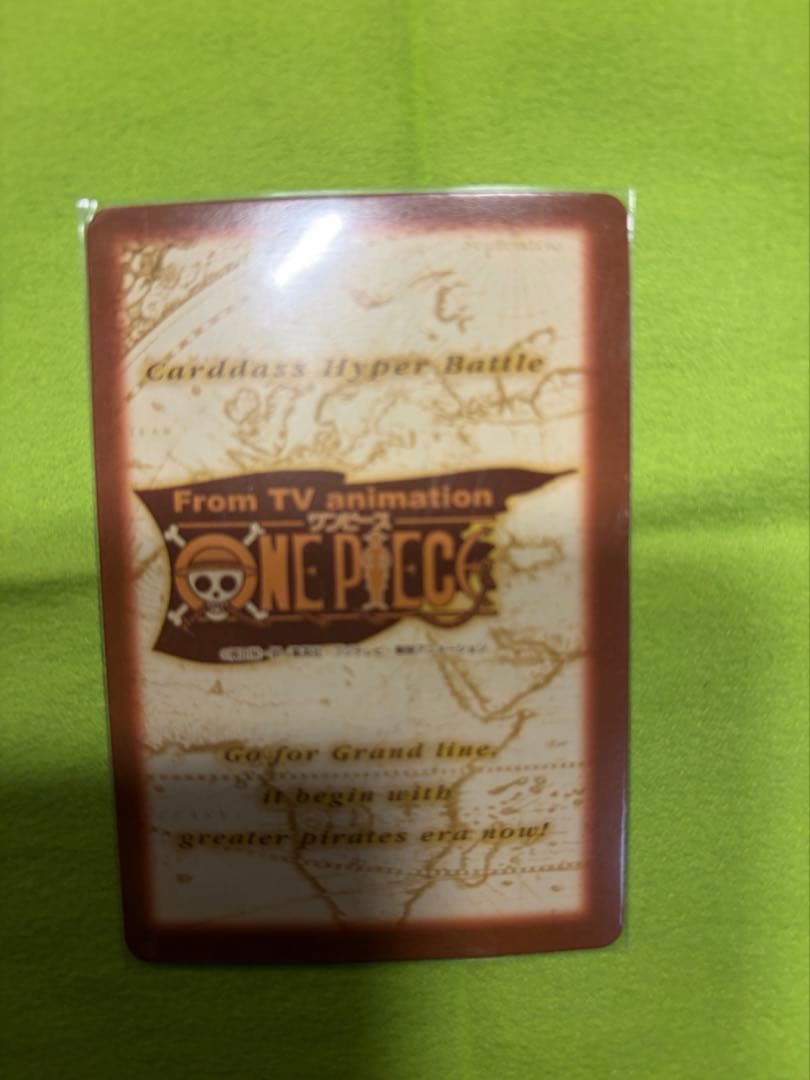 Carddass Hyper Battle
From TV animation
ワンピース
ONE PIECE
Go for Grand line.
it begin with
greater pirates era now!